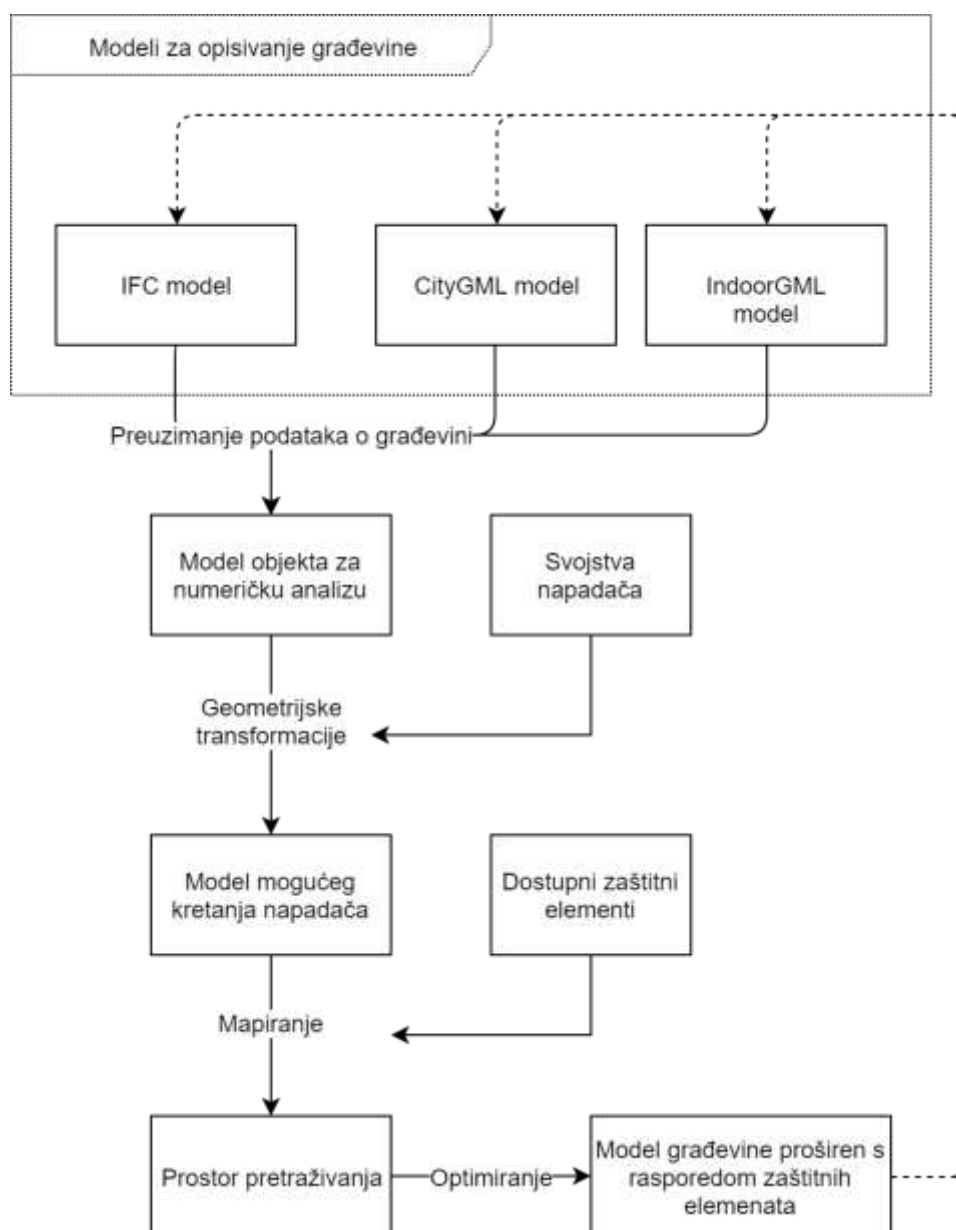 Modeli za opisivanje građevine
IFC model
CityGML model
IndoorGML
model
Preuzimanje podataka o građevini
Model objekta za
numeričku analizu
Svojstva
napadača
Geometrijske
transformacije
Model mogućeg
kretanja napadača
Dostupni zaštitni
elementi
Mapiranje
Prostor pretraživanja
Optimiranje
Model građevine proširen s
rasporedom zaštitnih
elemenata